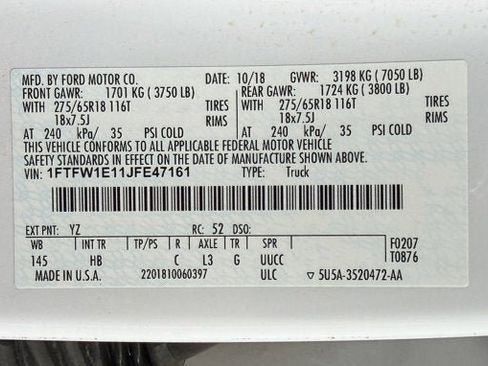 MFD. BY FORD MOTOR CO. DATE: 10/18 GVWR: 3198 KG ( 7050 LB)
FRONT GAWR: 1701 KG ( 3750 LB) REAR GAWR: 1724 KG ( 3800 LB)
WITH 275/65R18 116T TIRES WITH 275/65R18 116T TIRES
18x7.5J RIMS 18x7.5J RIMS
AT 240 kPa/ 35 PSI COLD AT 240 kPa/ 35 PSI COLD
THIS VEHICLE CONFORMS TO ALL APPLICABLE FEDERAL MOTOR VEHICLE
SAFETY STANDARDS IN EFFECT ON THE DATE OF MANUFACTURE SHOWN ABOVE.
VIN: 1FTFW1E11JFE47161 TYPE: Truck
EXT PNT: YZ RC: 52 DSO:
WB INT TR TP/PS R AXLE TR SPR F0207
145 HB C L3 G UUCC T0876
MADE IN U.S.A. 2201810060397 ULC ▽ 5U5A-3520472-AA